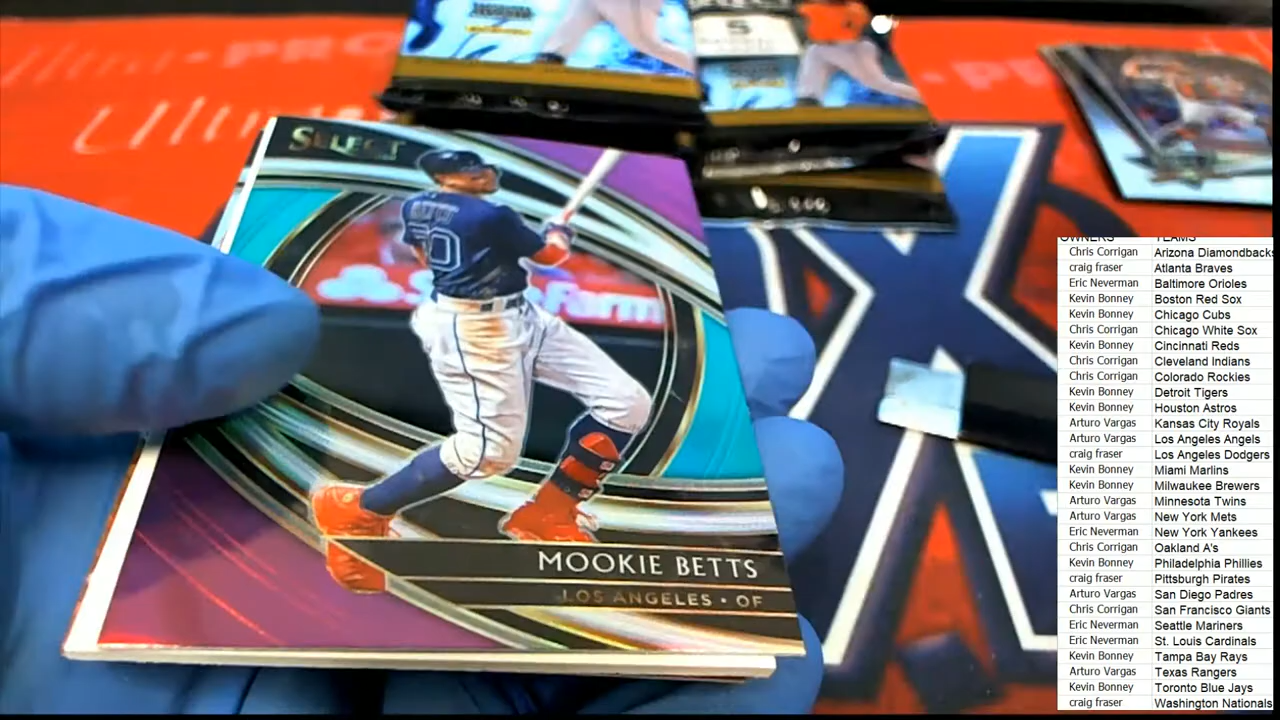 SELECT
BETTS
50
MOOKIE BETTS
LOS ANGELES • OF
5
Ultra•PRO
OWNERS TEAMS
Chris Corrigan Arizona Diamondbacks
craig fraser Atlanta Braves
Eric Neverman Baltimore Orioles
Kevin Bonney Boston Red Sox
Kevin Bonney Chicago Cubs
Chris Corrigan Chicago White Sox
Kevin Bonney Cincinnati Reds
Chris Corrigan Cleveland Indians
Chris Corrigan Colorado Rockies
Kevin Bonney Detroit Tigers
Kevin Bonney Houston Astros
Arturo Vargas Kansas City Royals
Arturo Vargas Los Angeles Angels
craig fraser Los Angeles Dodgers
Kevin Bonney Miami Marlins
Kevin Bonney Milwaukee Brewers
Arturo Vargas Minnesota Twins
Arturo Vargas New York Mets
Eric Neverman New York Yankees
Chris Corrigan Oakland A's
Kevin Bonney Philadelphia Phillies
craig fraser Pittsburgh Pirates
Arturo Vargas San Diego Padres
Chris Corrigan San Francisco Giants
Eric Neverman Seattle Mariners
Eric Neverman St. Louis Cardinals
Kevin Bonney Tampa Bay Rays
Arturo Vargas Texas Rangers
Kevin Bonney Toronto Blue Jays
craig fraser Washington Nationals